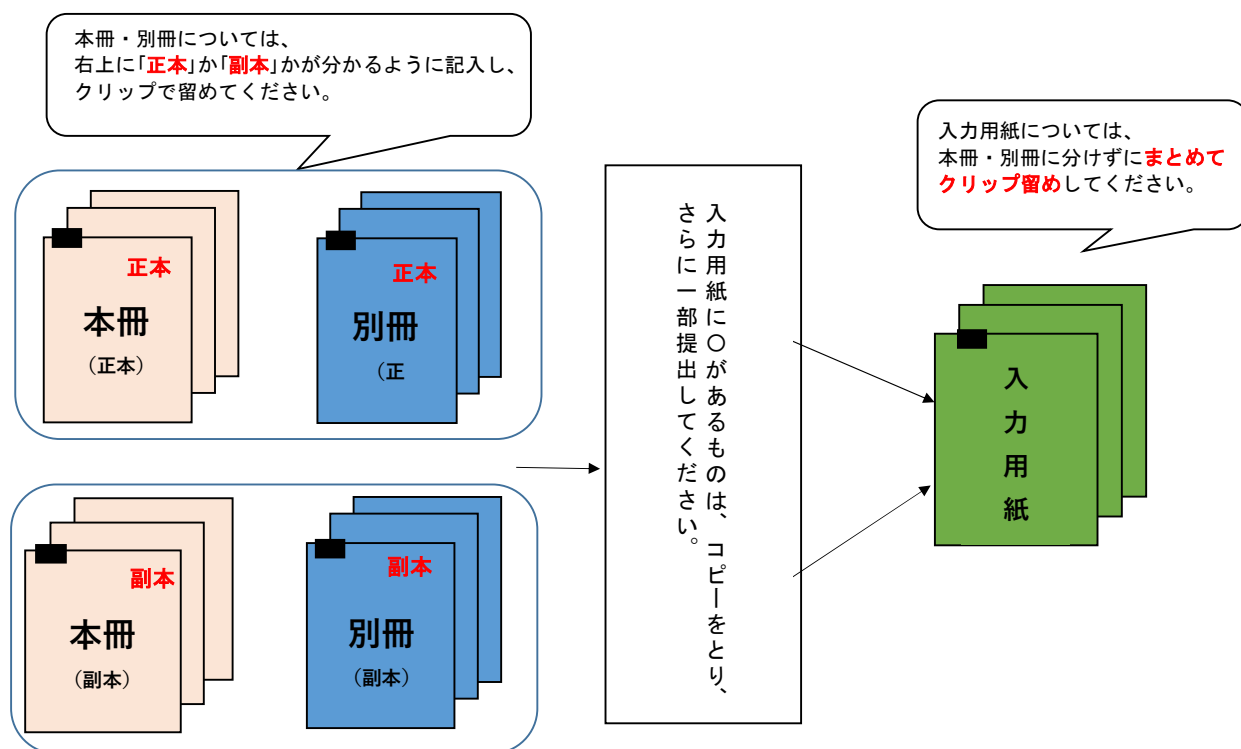 本冊・別冊については、
右上に｢正本｣か｢副本｣かが分かるように記入し、
クリップで留めてください。
正本
本冊
（正本）
正本
別冊
（正
副本
本冊
（副本）
副本
別冊
（副本）
入力用紙に〇があるものは、コピーをとり、
さらに一部提出してください。
入力用紙については、
本冊・別冊に分けずにまとめて
クリップ留めしてください。
入力用紙